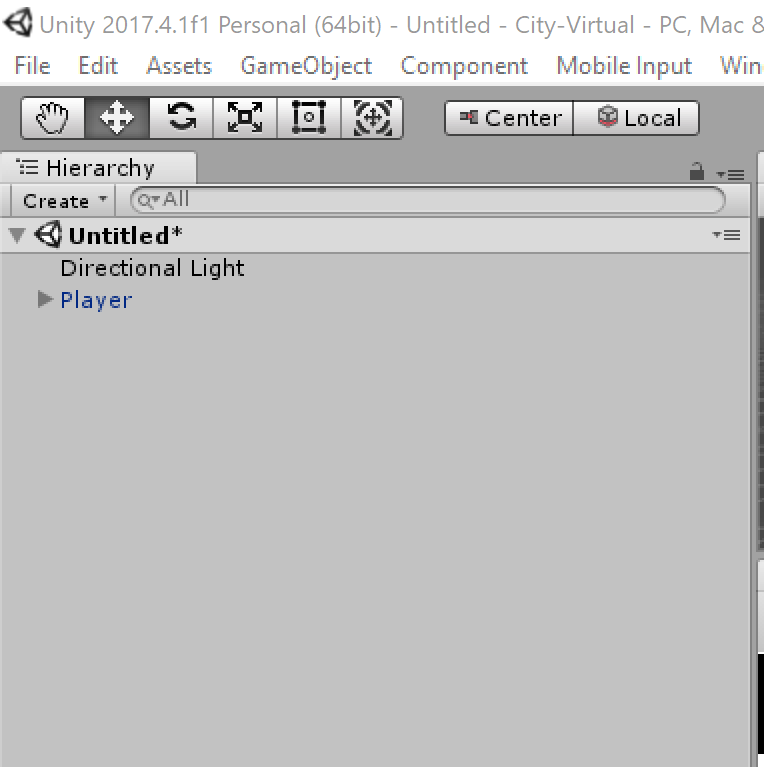 Unity 2017.4.1f1 Personal (64bit) - Untitled - City-Virtual - PC, Mac &
File Edit Assets GameObject Component Mobile Input Win
Center Local
Hierarchy
Create All
Untitled*
Directional Light
Player